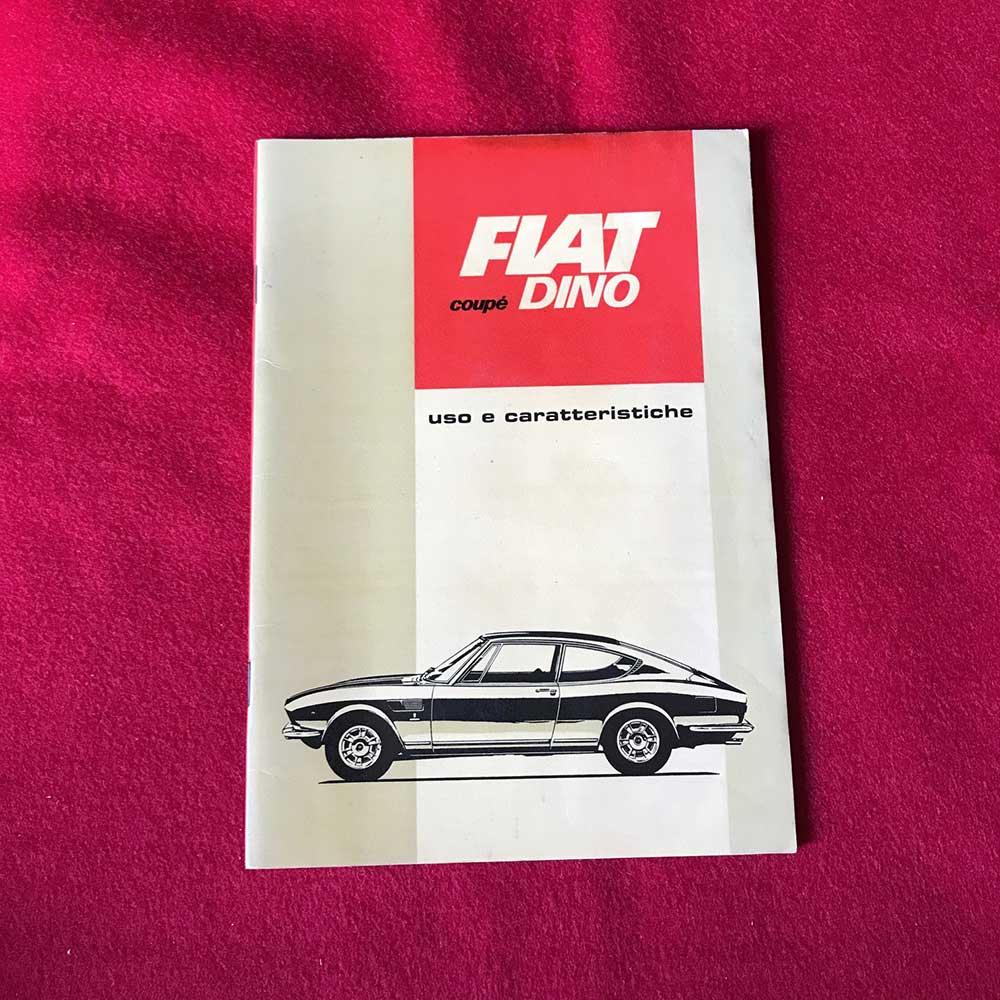 FIAT
coupé DINO
uso e caratteristiche